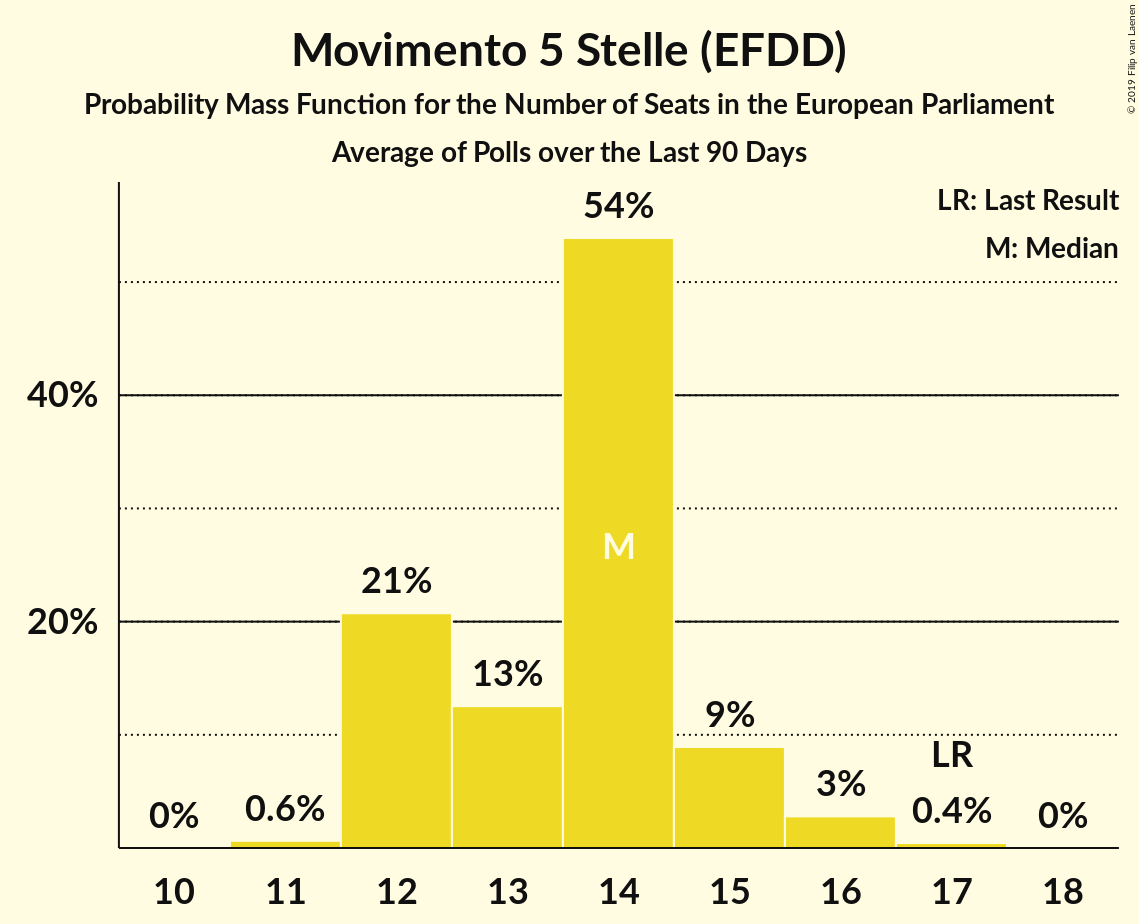 Movimento 5 Stelle (EFDD)
Probability Mass Function for the Number of Seats in the European Parliament
Average of Polls over the Last 90 Days
© 2019 Filip van Laenen
LR: Last Result
M: Median
54%
40%
M
21%
20%
13%
9%
LR
3%
0.4%
0%
0.6%
0%
10 11 12 13 14 15 16 17 18